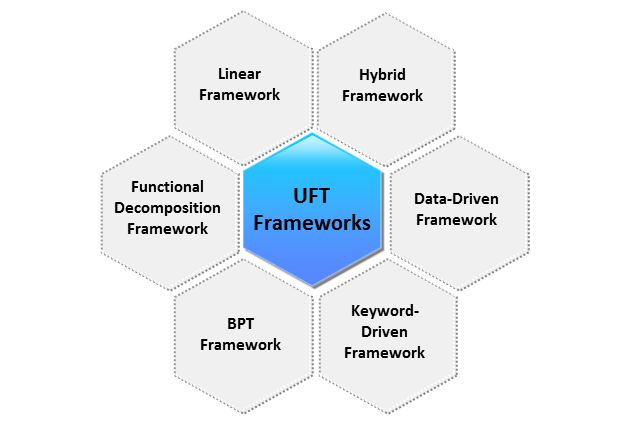 Linear
Framework
Hybrid
Framework
Functional
Decomposition
Framework
UFT
Frameworks
Data-Driven
Framework
BPT
Framework
Keyword-
Driven
Framework